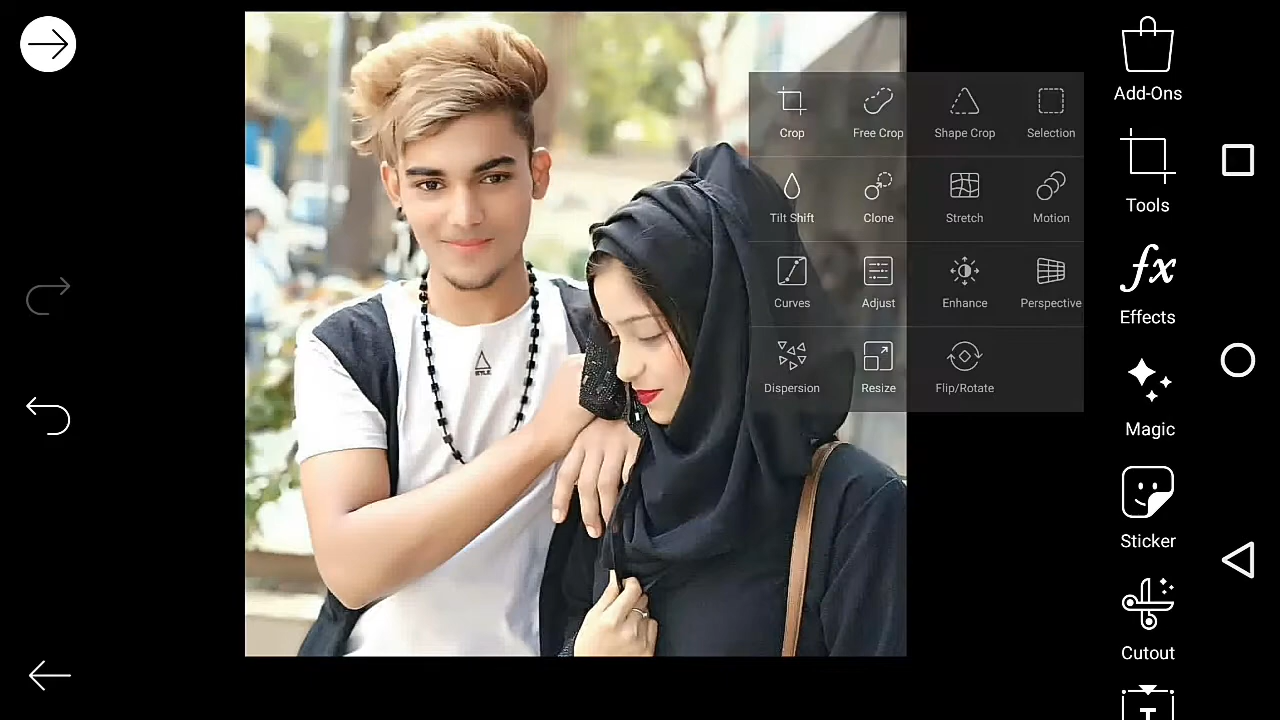 Add-Ons
Crop Free Crop Shape Crop Selection
Tools
Tilt Shift Clone Stretch Motion
Effects
Curves Adjust Enhance Perspective
Dispersion Resize Flip/Rotate
Magic
Sticker
Cutout